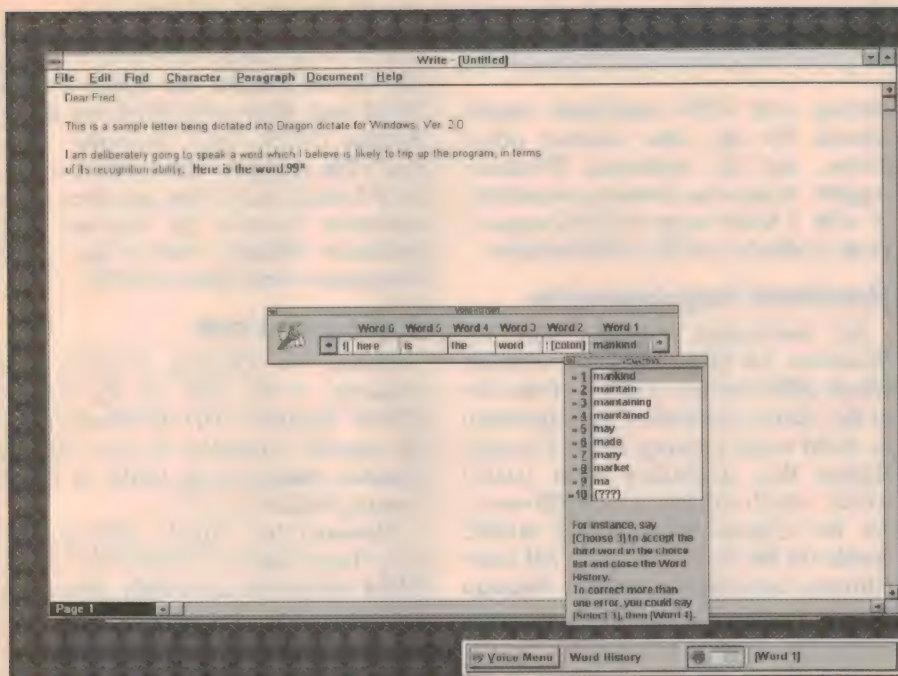 Write - [Untitled]
File Edit Find Character Paragraph Document Help
Dear Fred
This is a sample letter being dictated into Dragon dictate for Windows, Ver. 2.0
I am deliberately going to speak a word which I believe is likely to trip up the program, in terms
of its recognition ability. Here is the word.99¤
Word History
Word 6 Word 5 Word 4 Word 3 Word 2 Word 1
f] here is the word : [colon] mankind
1 mankind
2 maintain
3 maintaining
4 maintained
5 may
6 made
7 many
8 market
9 ma
10 (???)
For instance, say
[Choose 3] to accept the
third word in the choice
list and close the Word
History.
To correct more than
one error, you could say
[Select 3], then [Word 4].
Page 1
Voice Menu Word History [Word 1]